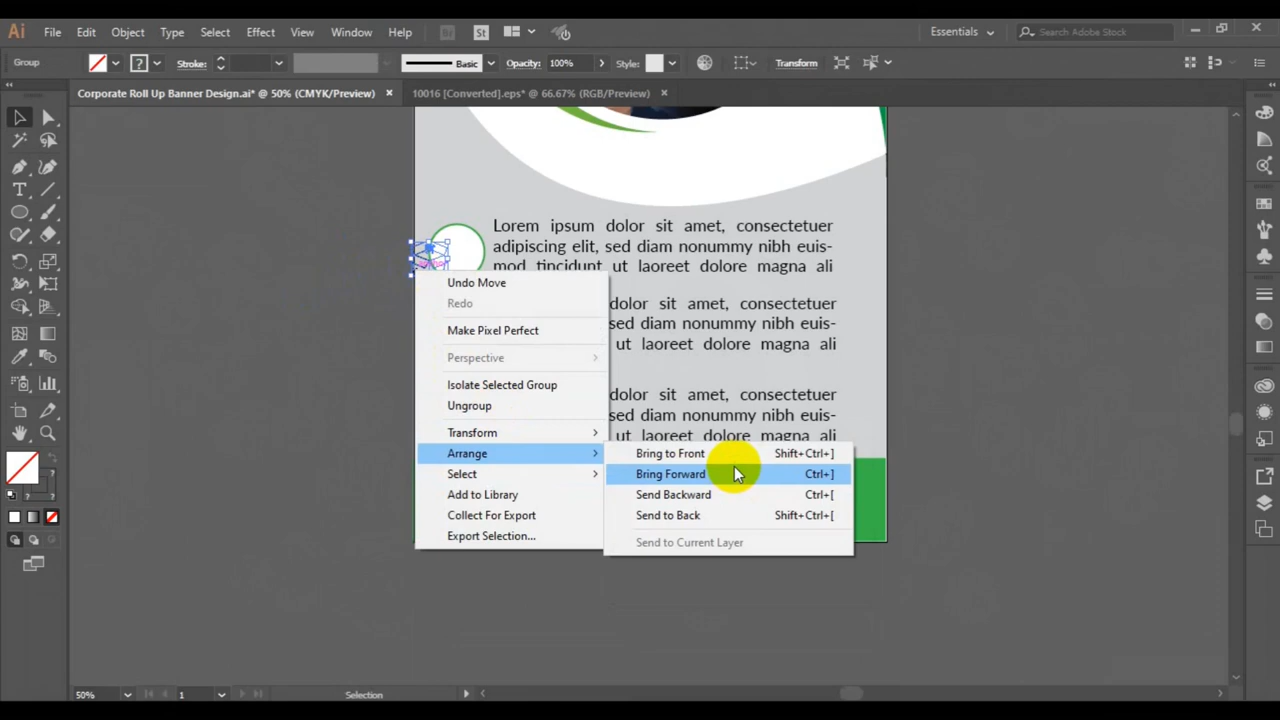 Ai File Edit Object Type Select Effect View Window Help Br St Essentials Search Adobe Stock
Group Stroke: Basic Opacity: 100% Style: Transform
Corporate Roll Up Banner Design.ai* @ 50% (CMYK/Preview) × 10016 [Converted].eps* @ 66.67% (RGB/Preview) ×
Lorem ipsum dolor sit amet, consectetuer
adipiscing elit, sed diam nonummy nibh euis-
mod tincidunt ut laoreet dolore magna ali
Undo Move
Redo
dolor sit amet, consectetuer
sed diam nonummy nibh euis-
Make Pixel Perfect
ut laoreet dolore magna ali
Perspective
Isolate Selected Group
dolor sit amet, consectetuer
Ungroup
sed diam nonummy nibh euis-
Transform
ut laoreet dolore magna ali
Arrange
Bring to Front Shift+Ctrl+]
Select
Bring Forward Ctrl+]
Add to Library
Send Backward Ctrl+[
Collect For Export
Send to Back Shift+Ctrl+[
Export Selection...
Send to Current Layer
50% 1 Selection